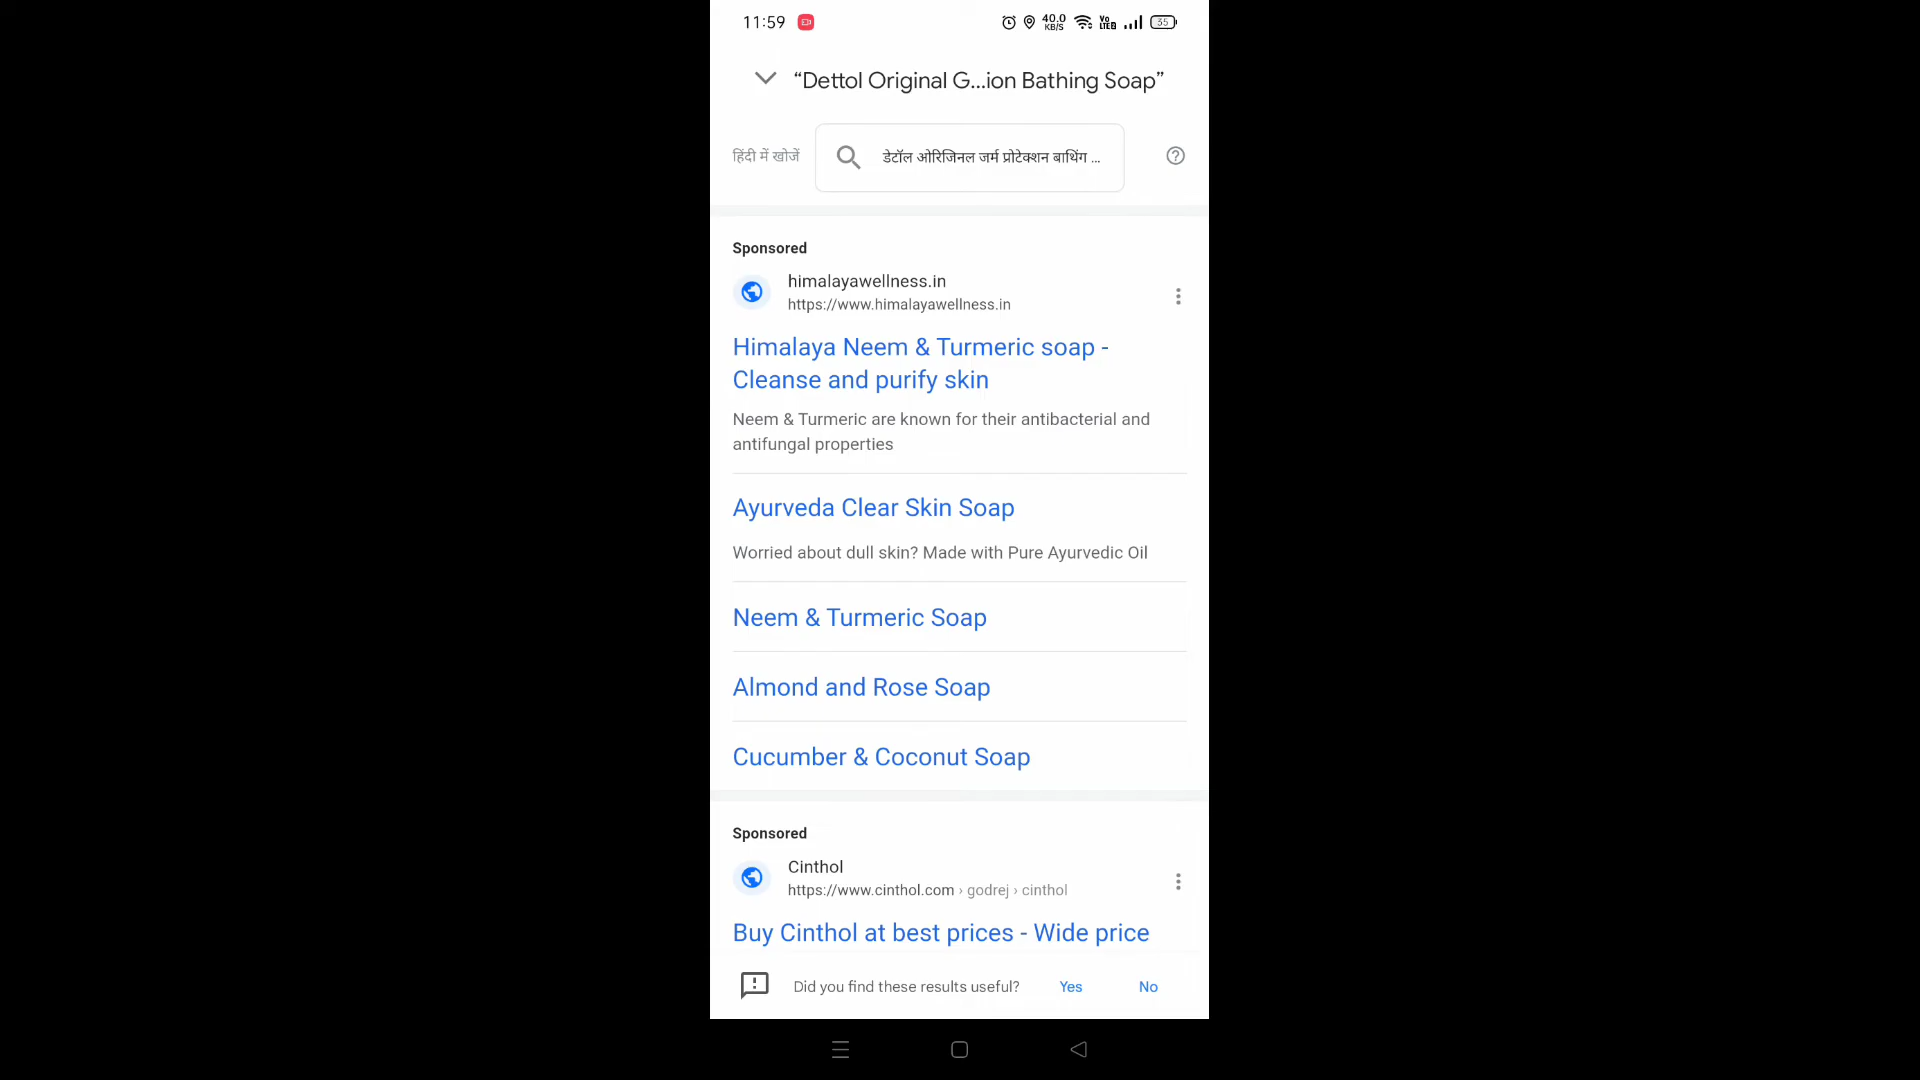 11:59 40.0 KB/S Vo LTE2 35
“Dettol Original G...ion Bathing Soap”
हिंदी में खोजें डेटॉल ओरिजिनल जर्म प्रोटेक्शन बाथिंग ...
Sponsored
himalayawellness.in
https://www.himalayawellness.in
Himalaya Neem & Turmeric soap -
Cleanse and purify skin
Neem & Turmeric are known for their antibacterial and
antifungal properties
Ayurveda Clear Skin Soap
Worried about dull skin? Made with Pure Ayurvedic Oil
Neem & Turmeric Soap
Almond and Rose Soap
Cucumber & Coconut Soap
Sponsored
Cinthol
https://www.cinthol.com › godrej › cinthol
Buy Cinthol at best prices - Wide price
Did you find these results useful? Yes No